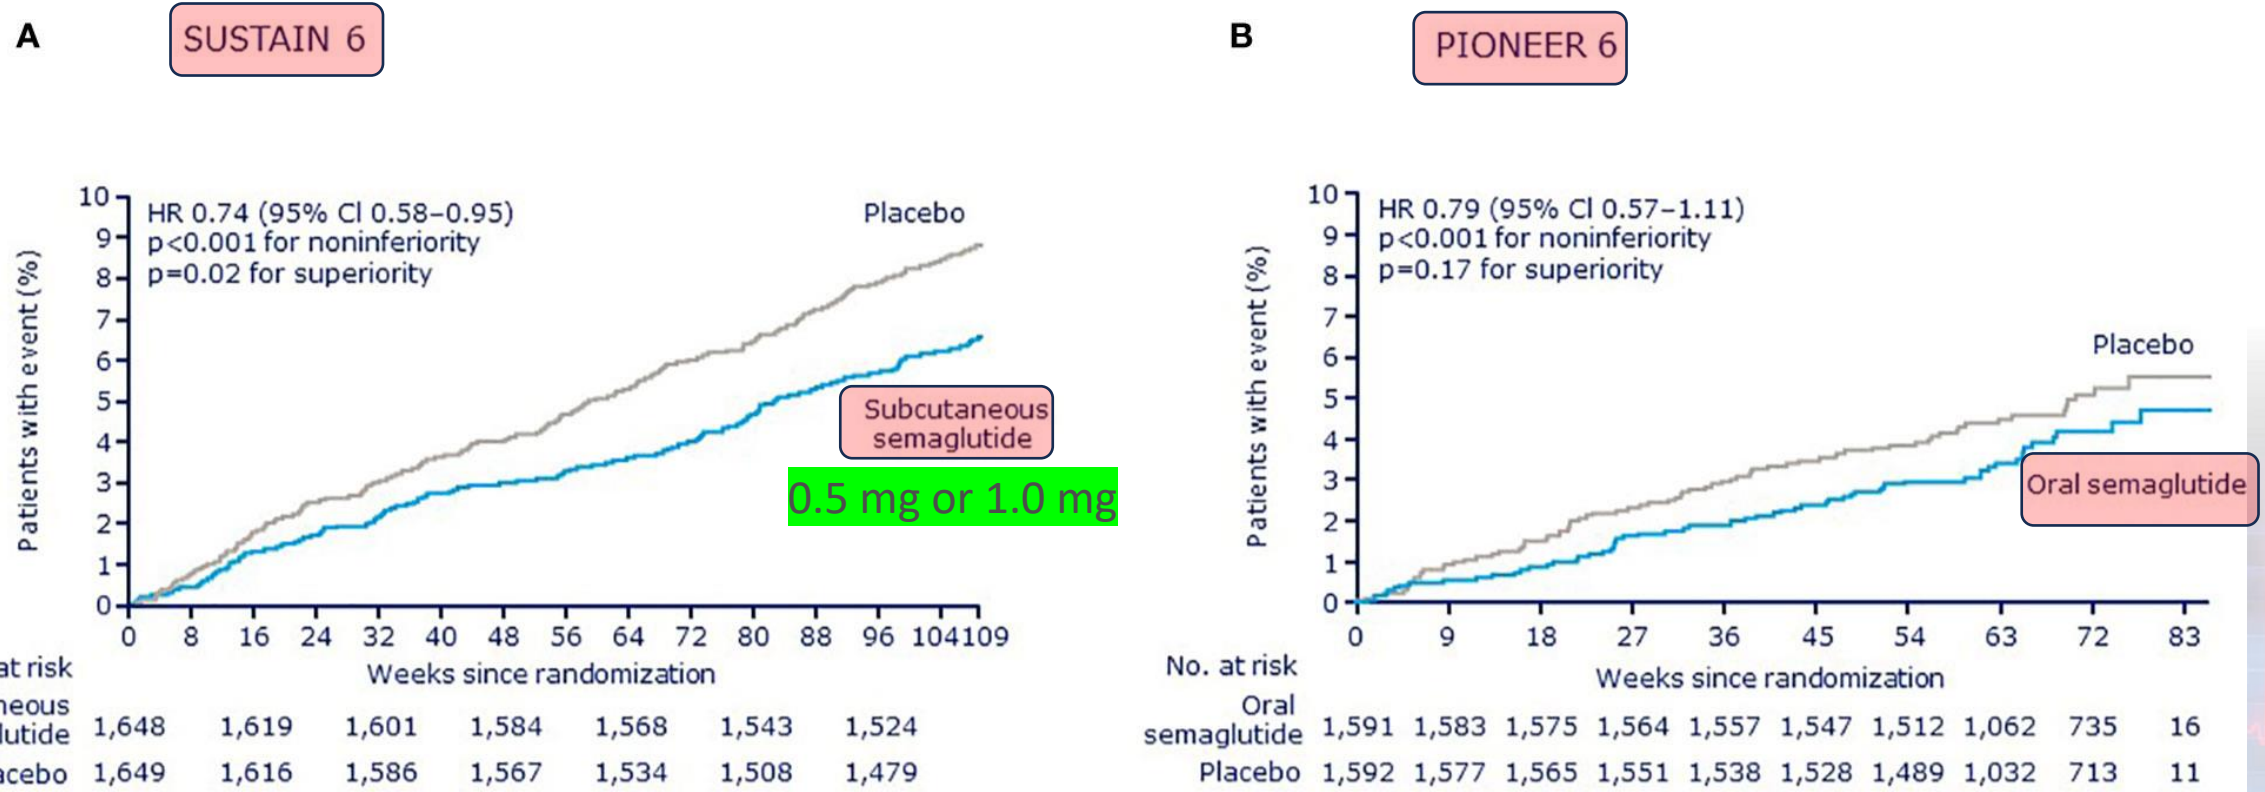 A
SUSTAIN 6
10
9
8
7
6
5
4
3
2
1
0
Patients with event (%)
HR 0.74 (95% CI 0.58–0.95)
p<0.001 for noninferiority
p=0.02 for superiority
Placebo
Subcutaneous
semaglutide
0.5 mg or 1.0 mg
0 8 16 24 32 40 48 56 64 72 80 88 96 104 109
Weeks since randomization
at risk
neous
lutide 1,648 1,619 1,601 1,584 1,568 1,543 1,524
acebo 1,649 1,616 1,586 1,567 1,534 1,508 1,479
B
PIONEER 6
10
9
8
7
6
5
4
3
2
1
0
Patients with event (%)
HR 0.79 (95% CI 0.57–1.11)
p<0.001 for noninferiority
p=0.17 for superiority
Placebo
Oral semaglutide
0 9 18 27 36 45 54 63 72 83
Weeks since randomization
No. at risk
Oral
semaglutide 1,591 1,583 1,575 1,564 1,557 1,547 1,512 1,062 735 16
Placebo 1,592 1,577 1,565 1,551 1,538 1,528 1,489 1,032 713 11